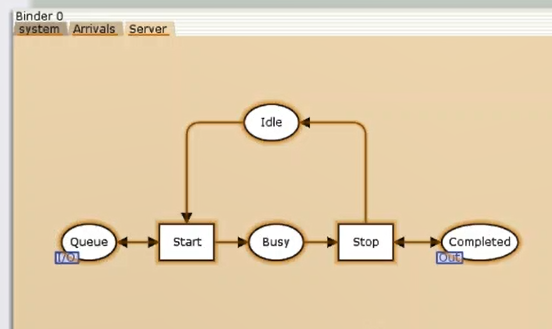 Binder 0
system Arrivals Server
Idle
Queue Start Busy Stop Completed
I/O Out